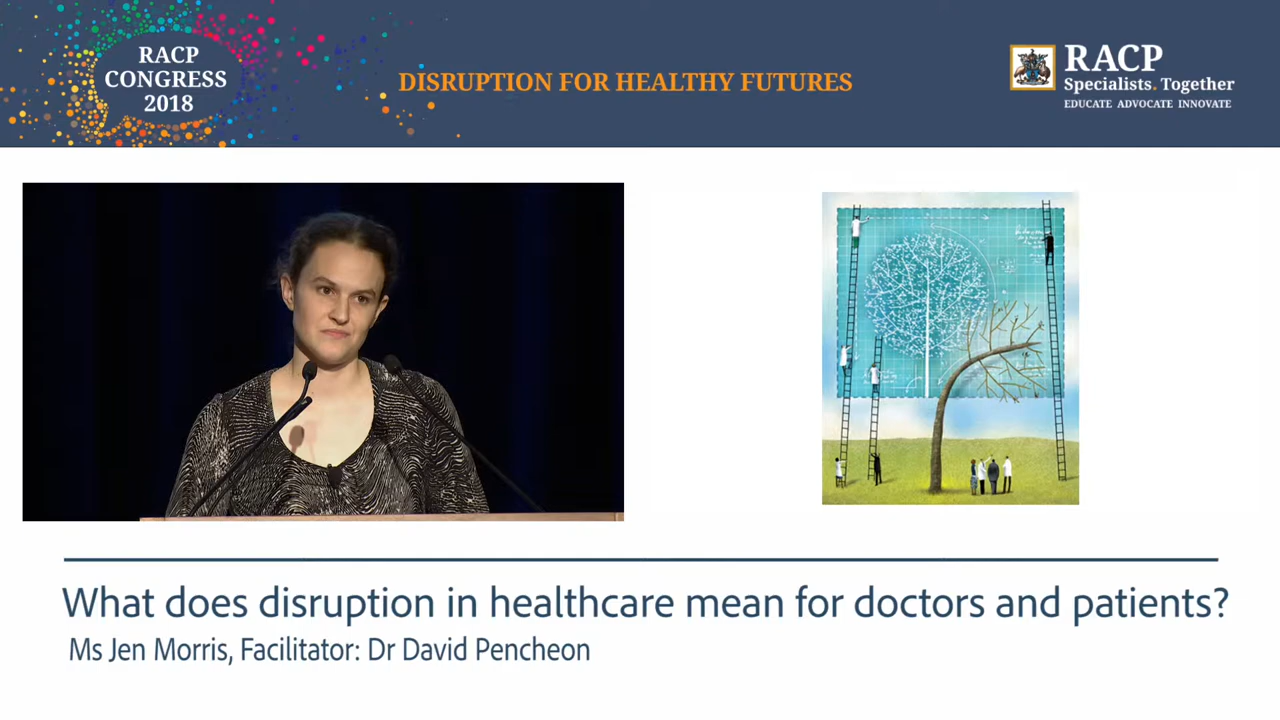 RACP
CONGRESS
2018
DISRUPTION FOR HEALTHY FUTURES
RACP
Specialists. Together
EDUCATE ADVOCATE INNOVATE
What does disruption in healthcare mean for doctors and patients?
Ms Jen Morris, Facilitator: Dr David Pencheon